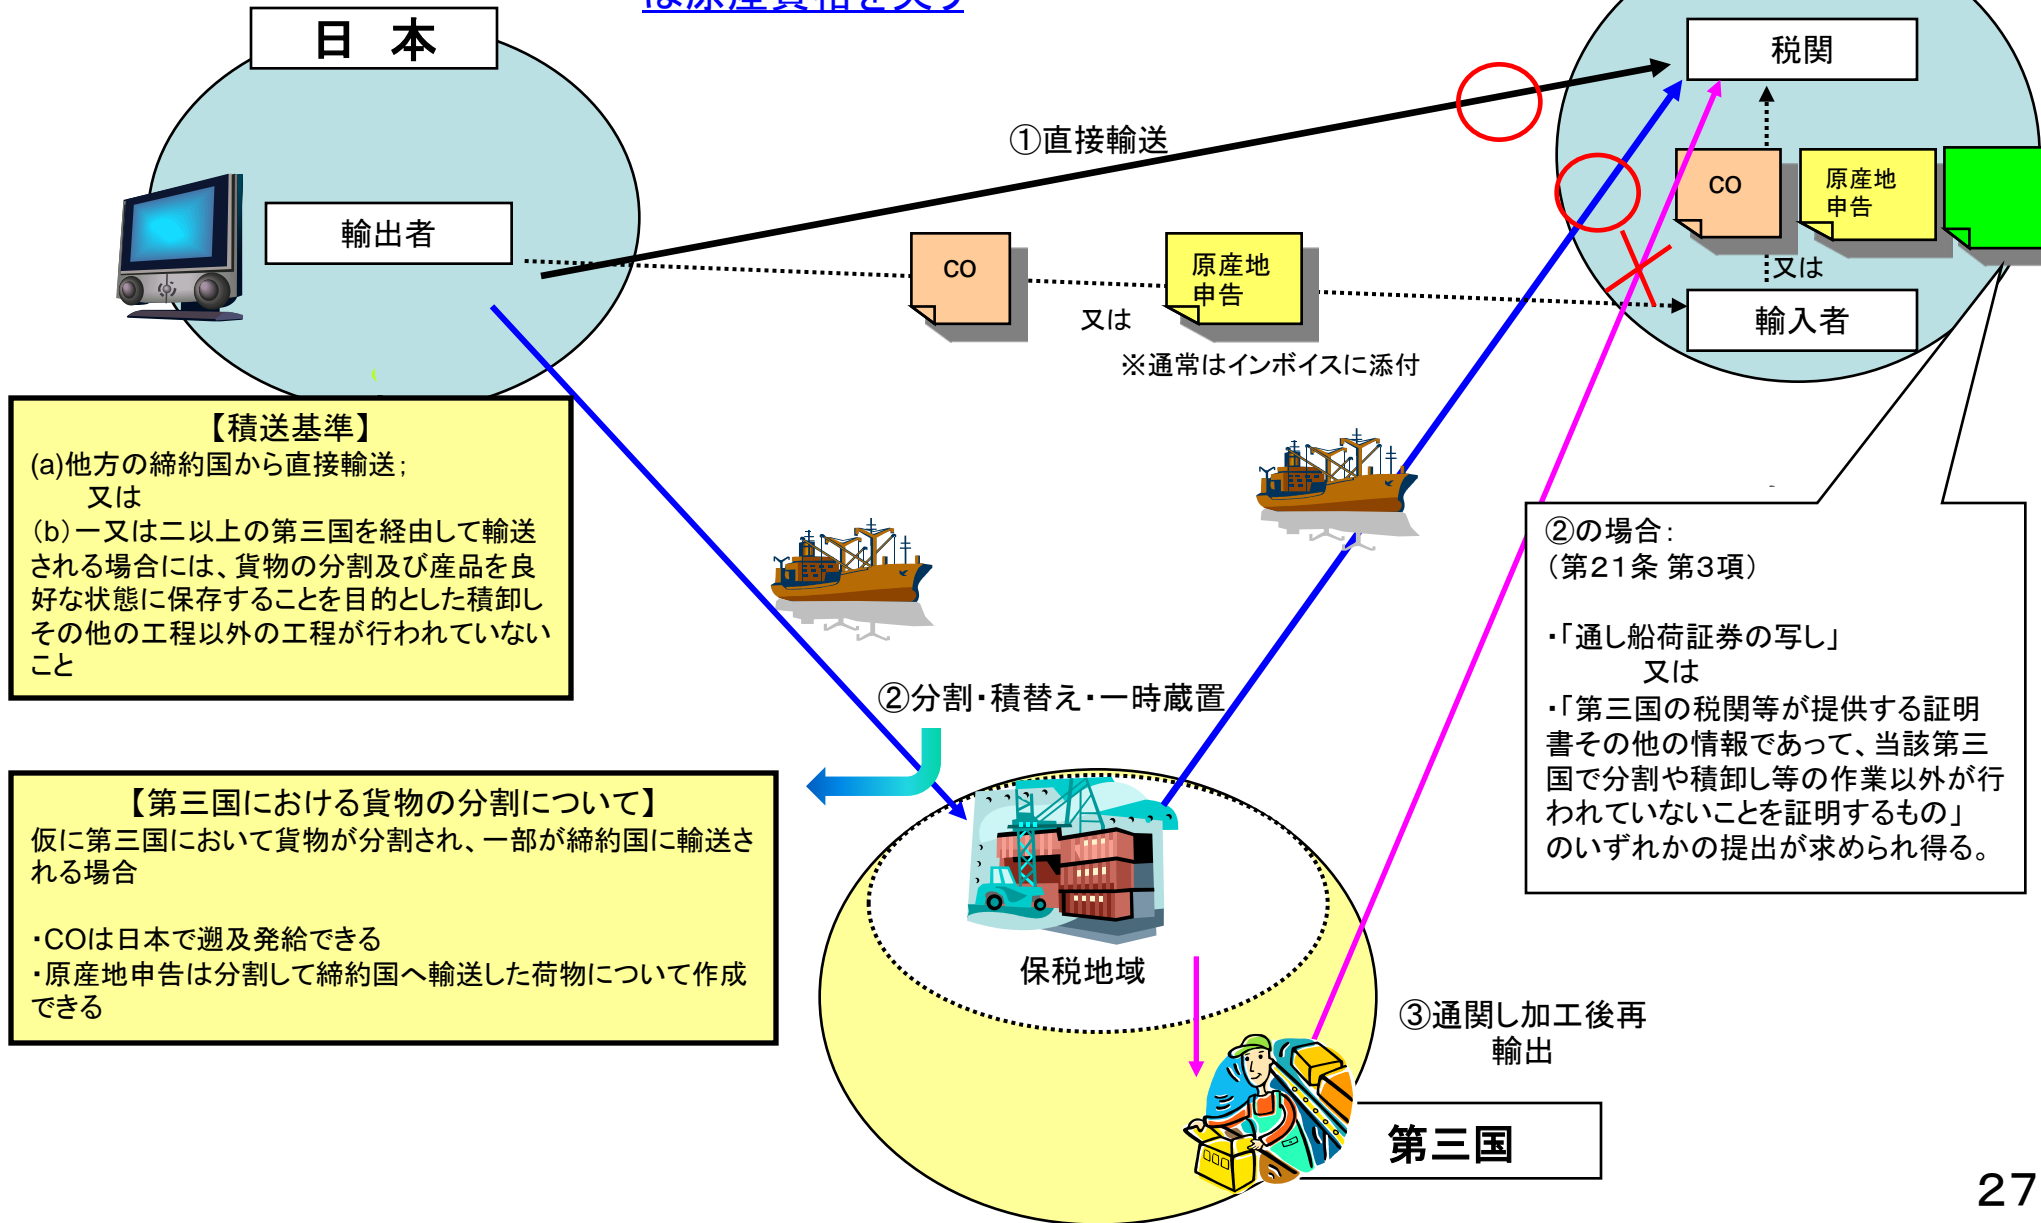 は原産資格を失う
日 本
税関
①直接輸送
CO
原産地
申告
輸出者
CO
原産地
申告
又は
又は
輸入者
※通常はインボイスに添付
【積送基準】
(a)他方の締約国から直接輸送；
又は
（b）一又は二以上の第三国を経由して輸送
される場合には、貨物の分割及び産品を良
好な状態に保存することを目的とした積卸し
その他の工程以外の工程が行われていない
こと
②の場合：
（第２１条 第３項）
・「通し船荷証券の写し」
又は
・「第三国の税関等が提供する証明
書その他の情報であって、当該第三
国で分割や積卸し等の作業以外が行
われていないことを証明するもの」
のいずれかの提出が求められ得る。
②分割・積替え・一時蔵置
【第三国における貨物の分割について】
仮に第三国において貨物が分割され、一部が締約国に輸送さ
れる場合
・COは日本で遡及発給できる
・原産地申告は分割して締約国へ輸送した荷物について作成
できる
保税地域
③通関し加工後再
輸出
第三国
27